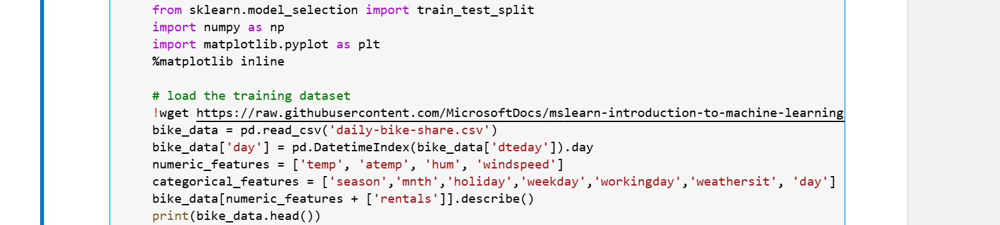 from sklearn.model_selection import train_test_split
import numpy as np
import matplotlib.pyplot as plt
%matplotlib inline
# load the training dataset
!wget https://raw.githubusercontent.com/MicrosoftDocs/mslearn-introduction-to-machine-learning
bike_data = pd.read_csv('daily-bike-share.csv')
bike_data['day'] = pd.DatetimeIndex(bike_data['dteday']).day
numeric_features = ['temp', 'atemp', 'hum', 'windspeed']
categorical_features = ['season','mnth','holiday','weekday','workingday','weathersit', 'day']
bike_data[numeric_features + ['rentals']].describe()
print(bike_data.head())